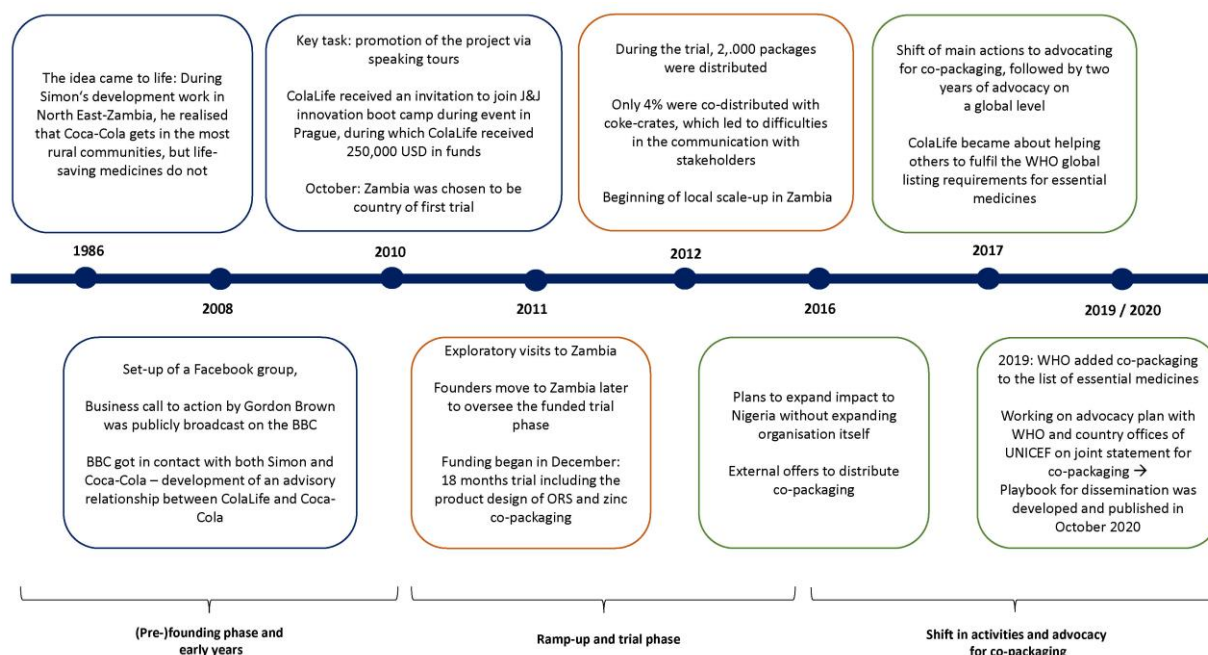 The idea came to life: During
Simon's development work in
North East-Zambia, he realised
that Coca-Cola gets in the most
rural communities, but life-
saving medicines do not
Key task: promotion of the project via
speaking tours
ColaLife received an invitation to join J&J
innovation boot camp during event in
Prague, during which ColaLife received
250,000 USD in funds
October: Zambia was chosen to be
country of first trial
During the trial, 2,.000 packages
were distributed
Only 4% were co-distributed with
coke-crates, which led to difficulties
in the communication with
stakeholders
Beginning of local scale-up in Zambia
Shift of main actions to advocating
for co-packaging, followed by two
years of advocacy on
a global level
ColaLife became about helping
others to fulfil the WHO global
listing requirements for essential
medicines
1986
2010
2012
2017
2008
2011
2016
2019 / 2020
Set-up of a Facebook group,
Business call to action by Gordon Brown
was publicly broadcast on the BBC
BBC got in contact with both Simon and
Coca-Cola – development of an advisory
relationship between ColaLife and Coca-
Cola
Exploratory visits to Zambia
Founders move to Zambia later
to oversee the funded trial
phase
Funding began in December:
18 months trial including the
product design of ORS and zinc
co-packaging
Plans to expand impact to
Nigeria without expanding
organisation itself
External offers to distribute
co-packaging
2019: WHO added co-packaging
to the list of essential medicines
Working on advocacy plan with
WHO and country offices of
UNICEF on joint statement for
co-packaging →
Playbook for dissemination was
developed and published in
October 2020
(Pre-)founding phase and
early years
Ramp-up and trial phase
Shift in activities and advocacy
for co-packaging